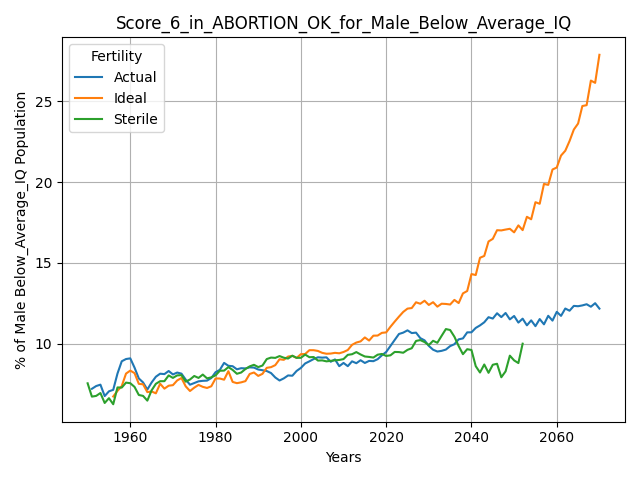 Score_6_in_ABORTION_OK_for_Male_Below_Average_IQ
Fertility
Actual
Ideal
Sterile
% of Male Below_Average_IQ Population
25
20
15
10
1960 1980 2000 2020 2040 2060
Years